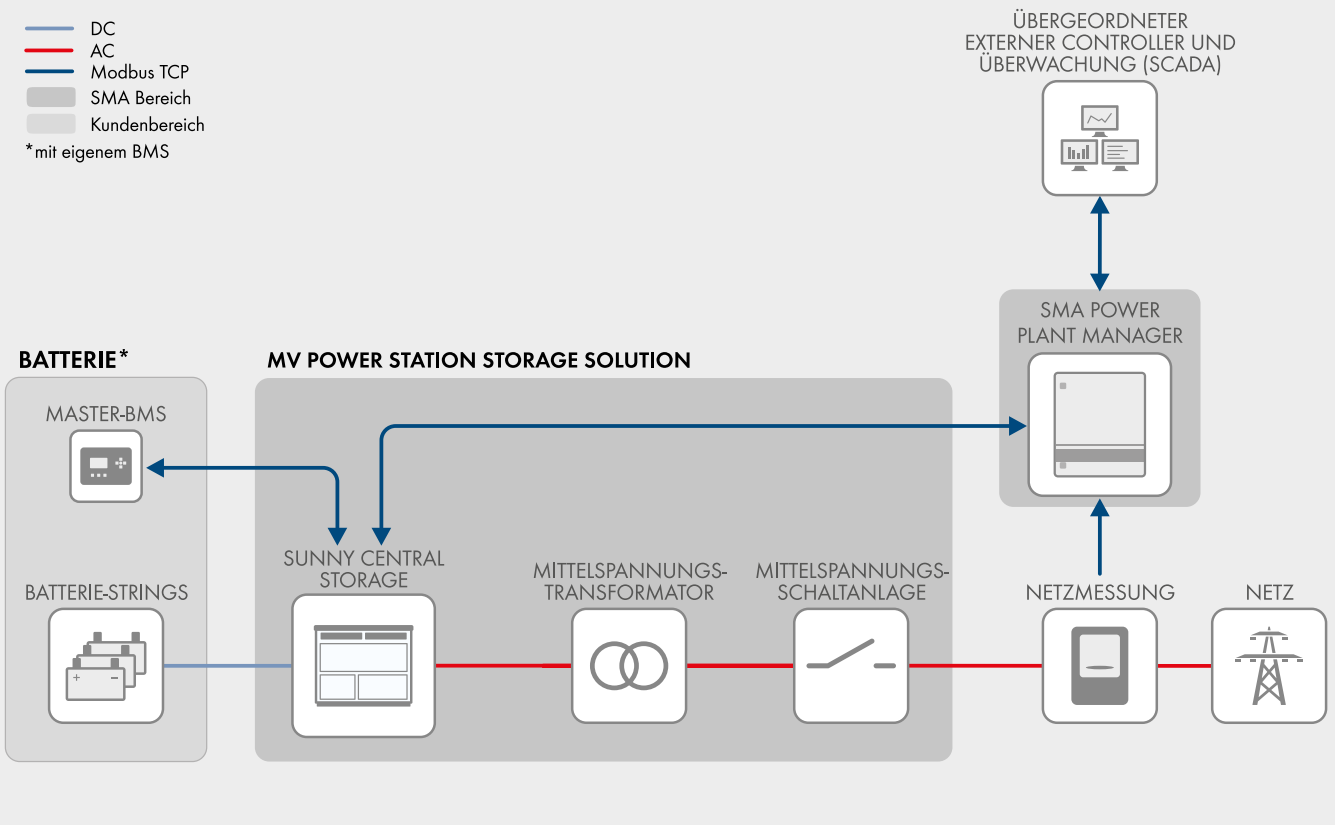 DC
AC
Modbus TCP
SMA Bereich
Kundenbereich
*mit eigenem BMS
ÜBERGEORDNETER
EXTERNER CONTROLLER UND
ÜBERWACHUNG (SCADA)
SMA POWER
PLANT MANAGER
BATTERIE*
MV POWER STATION STORAGE SOLUTION
MASTER-BMS
BATTERIE-STRINGS
SUNNY CENTRAL
STORAGE
MITTELSPANNUNGS-
TRANSFORMATOR
MITTELSPANNUNGS-
SCHALTANLAGE
NETZMESSUNG
NETZ